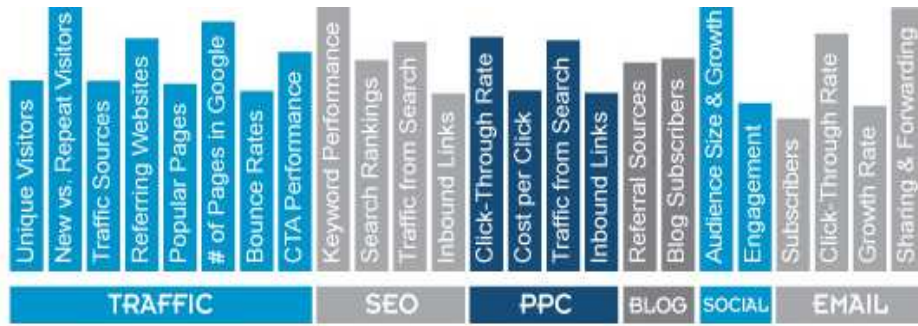 Unique Visitors
New vs. Repeat Visitors
Traffic Sources
Referring Websites
Popular Pages
# of Pages in Google
Bounce Rates
CTA Performance
Keyword Performance
Search Rankings
Traffic from Search
Inbound Links
Click-Through Rate
Cost per Click
Traffic from Search
Inbound Links
Referral Sources
Blog Subscribers
Audience Size & Growth
Engagement
Subscribers
Click-Through Rate
Growth Rate
Sharing & Forwarding
TRAFFIC
SEO
PPC
BLOG
SOCIAL
EMAIL